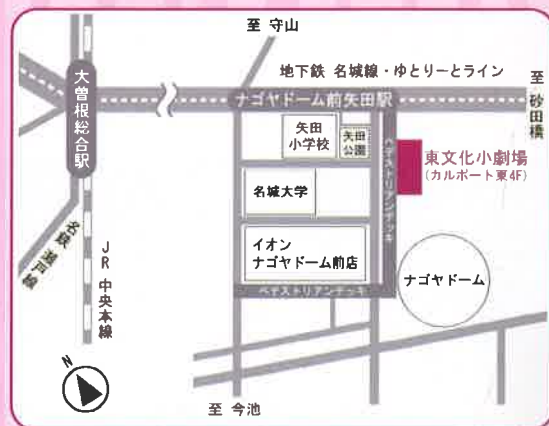 至 守山
地下鉄 名城線・ゆとりーとライン
至 砂田橋
大曽根総合駅
ナゴヤドーム前矢田駅
矢田
小学校
矢田
公園
ペデストリアンデッキ
東文化小劇場
(カルポート東4F)
名城大学
イオン
ナゴヤドーム前店
ナゴヤドーム
ペデストリアンデッキ
名鉄 瀬戸線
JR 中央本線
N
至 今池